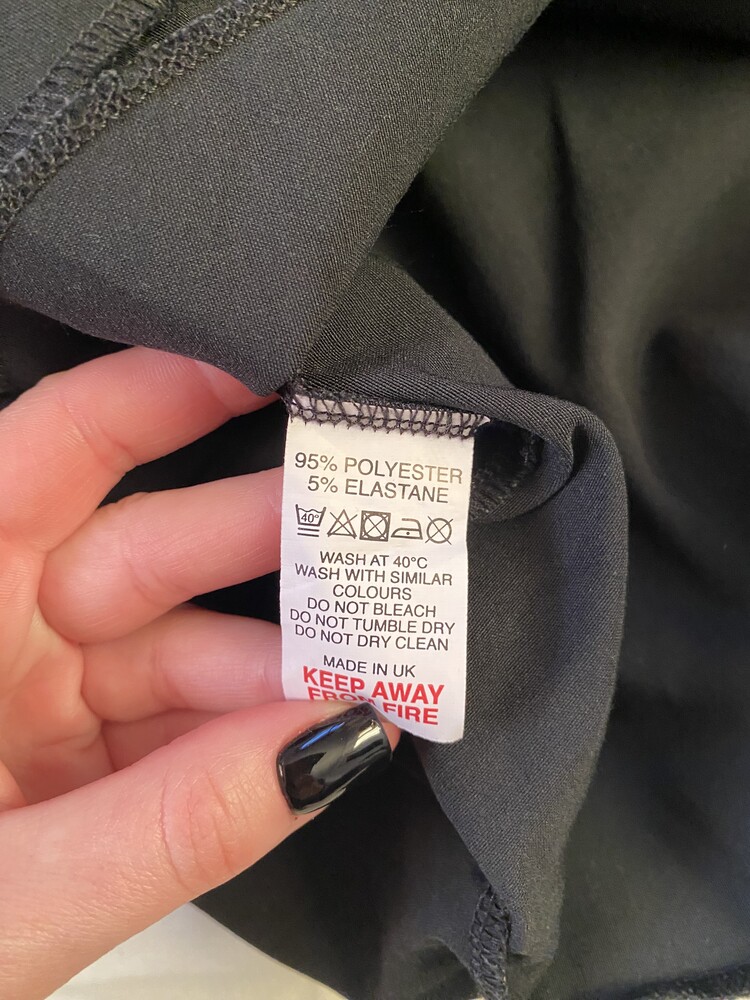 95% POLYESTER
5% ELASTANE
40°
WASH AT 40°C
WASH WITH SIMILAR
COLOURS
DO NOT BLEACH
DO NOT TUMBLE DRY
DO NOT DRY CLEAN
MADE IN UK
KEEP AWAY
FROM FIRE